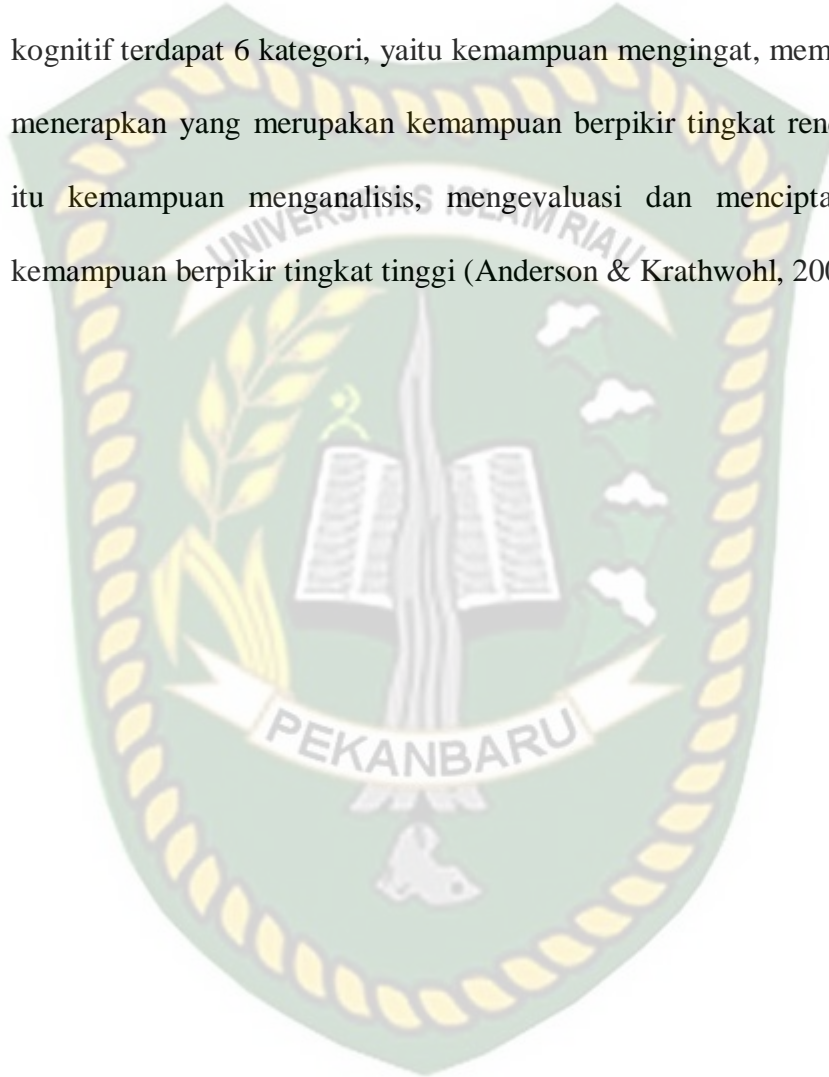 kognitif terdapat 6 kategori, yaitu kemampuan mengingat, mem
menerapkan yang merupakan kemampuan berpikir tingkat ren
itu kemampuan menganalisis, mengevaluasi dan mencipta
kemampuan berpikir tingkat tinggi (Anderson & Krathwohl, 200
UNIVERSITAS ISLAM RIAU
PEKANBARU